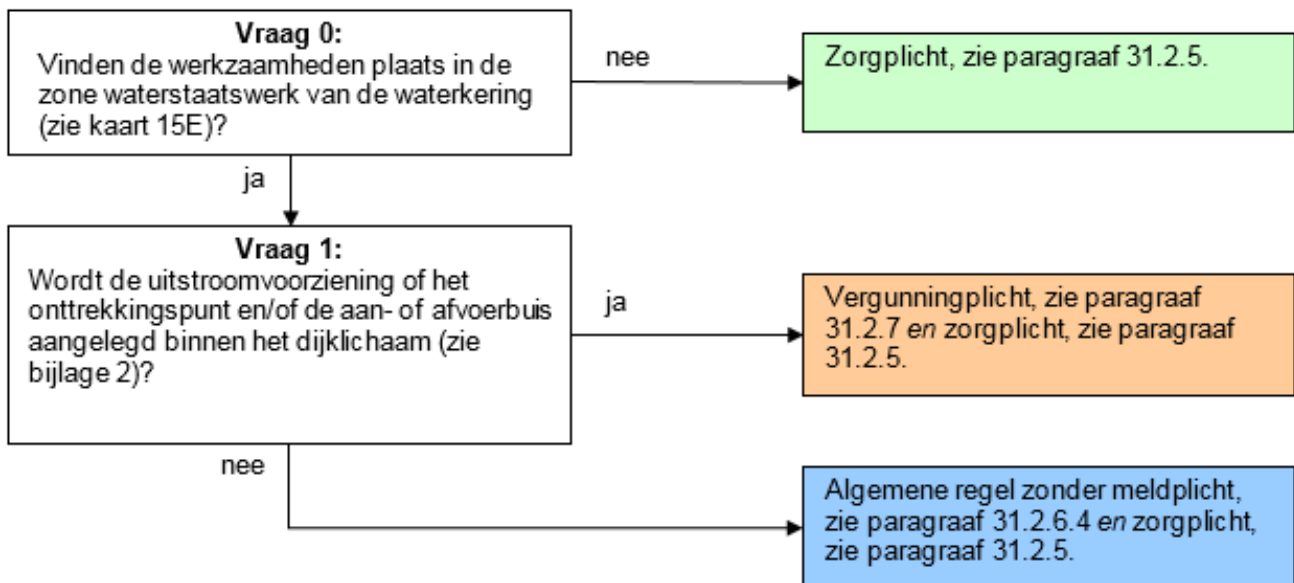 Vraag 0:
Vinden de werkzaamheden plaats in de
zone waterstaatswerk van de waterkering
(zie kaart 15E)?
nee
Zorgplicht, zie paragraaf 31.2.5.
ja
Vraag 1:
Wordt de uitstroomvoorziening of het
onttrekkingspunt en/of de aan- of afvoerbuis
aangelegd binnen het dijklichaam (zie
bijlage 2)?
ja
Vergunningplicht, zie paragraaf
31.2.7 en zorgplicht, zie paragraaf
31.2.5.
nee
Algemene regel zonder meldplicht,
zie paragraaf 31.2.6.4 en zorgplicht,
zie paragraaf 31.2.5.